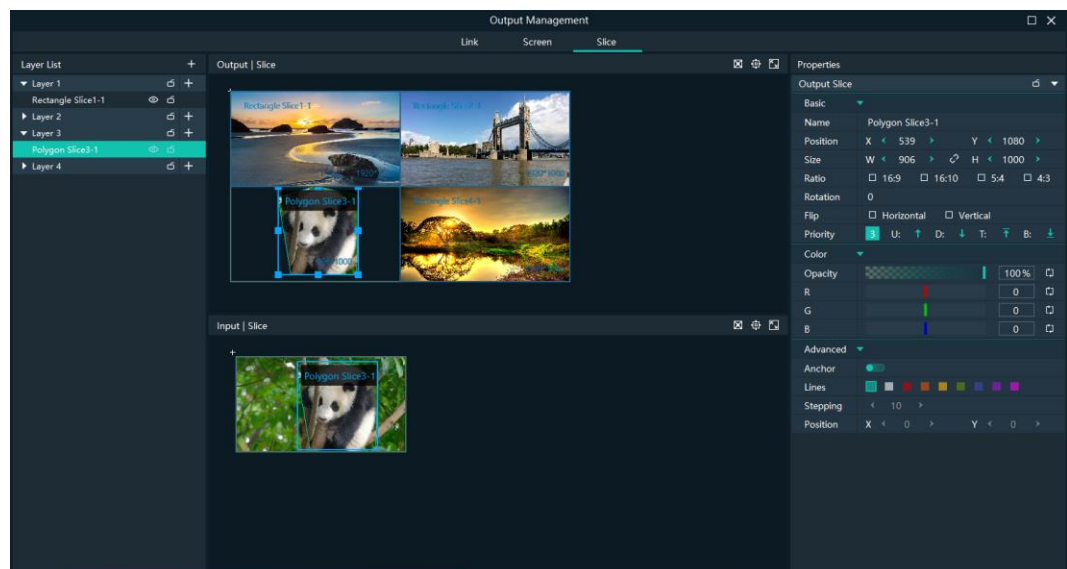 Output Management
Link Screen Slice
Layer List +
Output | Slice
Properties
Layer 1 +
Rectangle Slice1-1
Layer 2 +
Layer 3 +
Polygon Slice3-1
Layer 4 +
Rectangle Slice1-1
1920*
Polygon Slice3-1
1000
Input | Slice
Polygon Slice3-1
Output Slice
Basic
Name Polygon Slice3-1
Position X 539 Y 1080
Size W 906 H 1000
Ratio 16:9 16:10 5:4 4:3
Rotation 0
Flip Horizontal Vertical
Priority 3 U: D: T: B:
Color
Opacity 100%
R 0
G 0
B 0
Advanced
Anchor
Lines
Stepping 10
Position X 0 Y 0